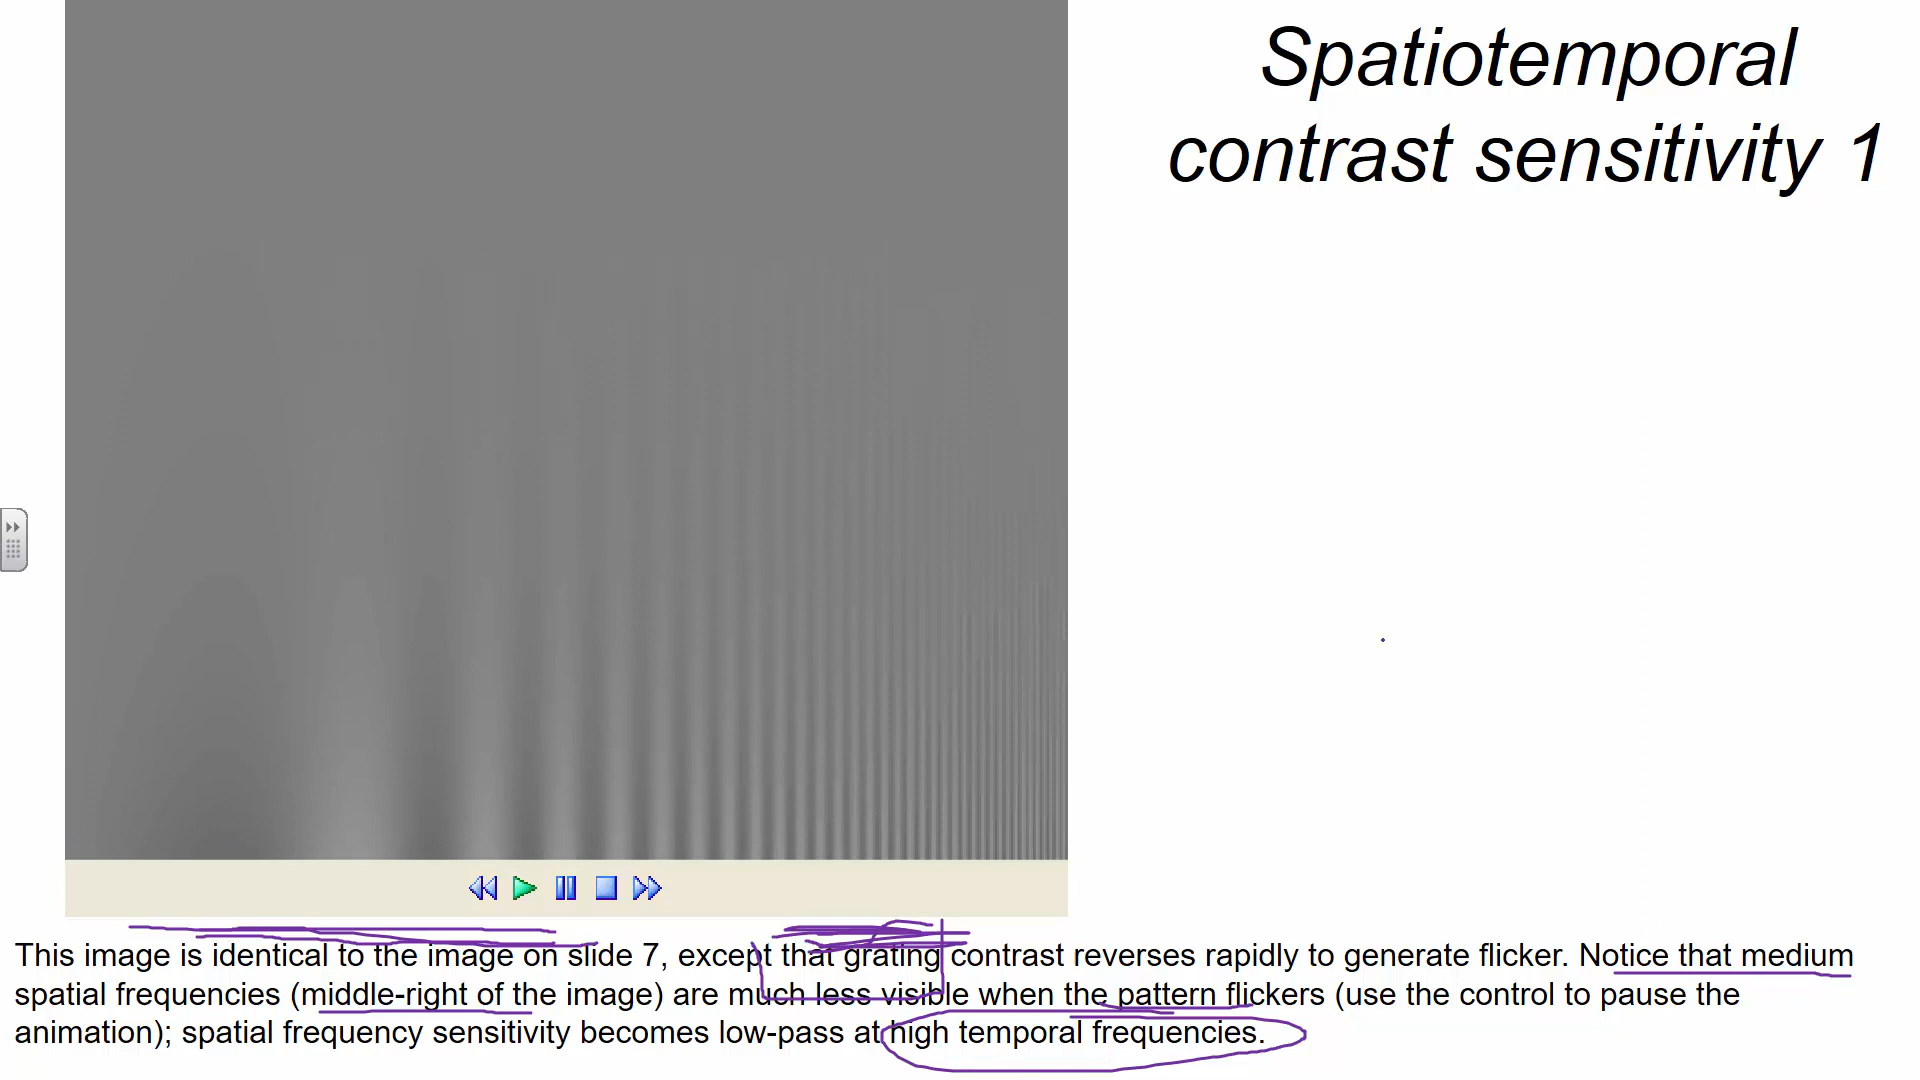 Spatiotemporal
contrast sensitivity 1
This image is identical to the image on slide 7, except that grating contrast reverses rapidly to generate flicker. Notice that medium
spatial frequencies (middle-right of the image) are much less visible when the pattern flickers (use the control to pause the
animation); spatial frequency sensitivity becomes low-pass at high temporal frequencies.